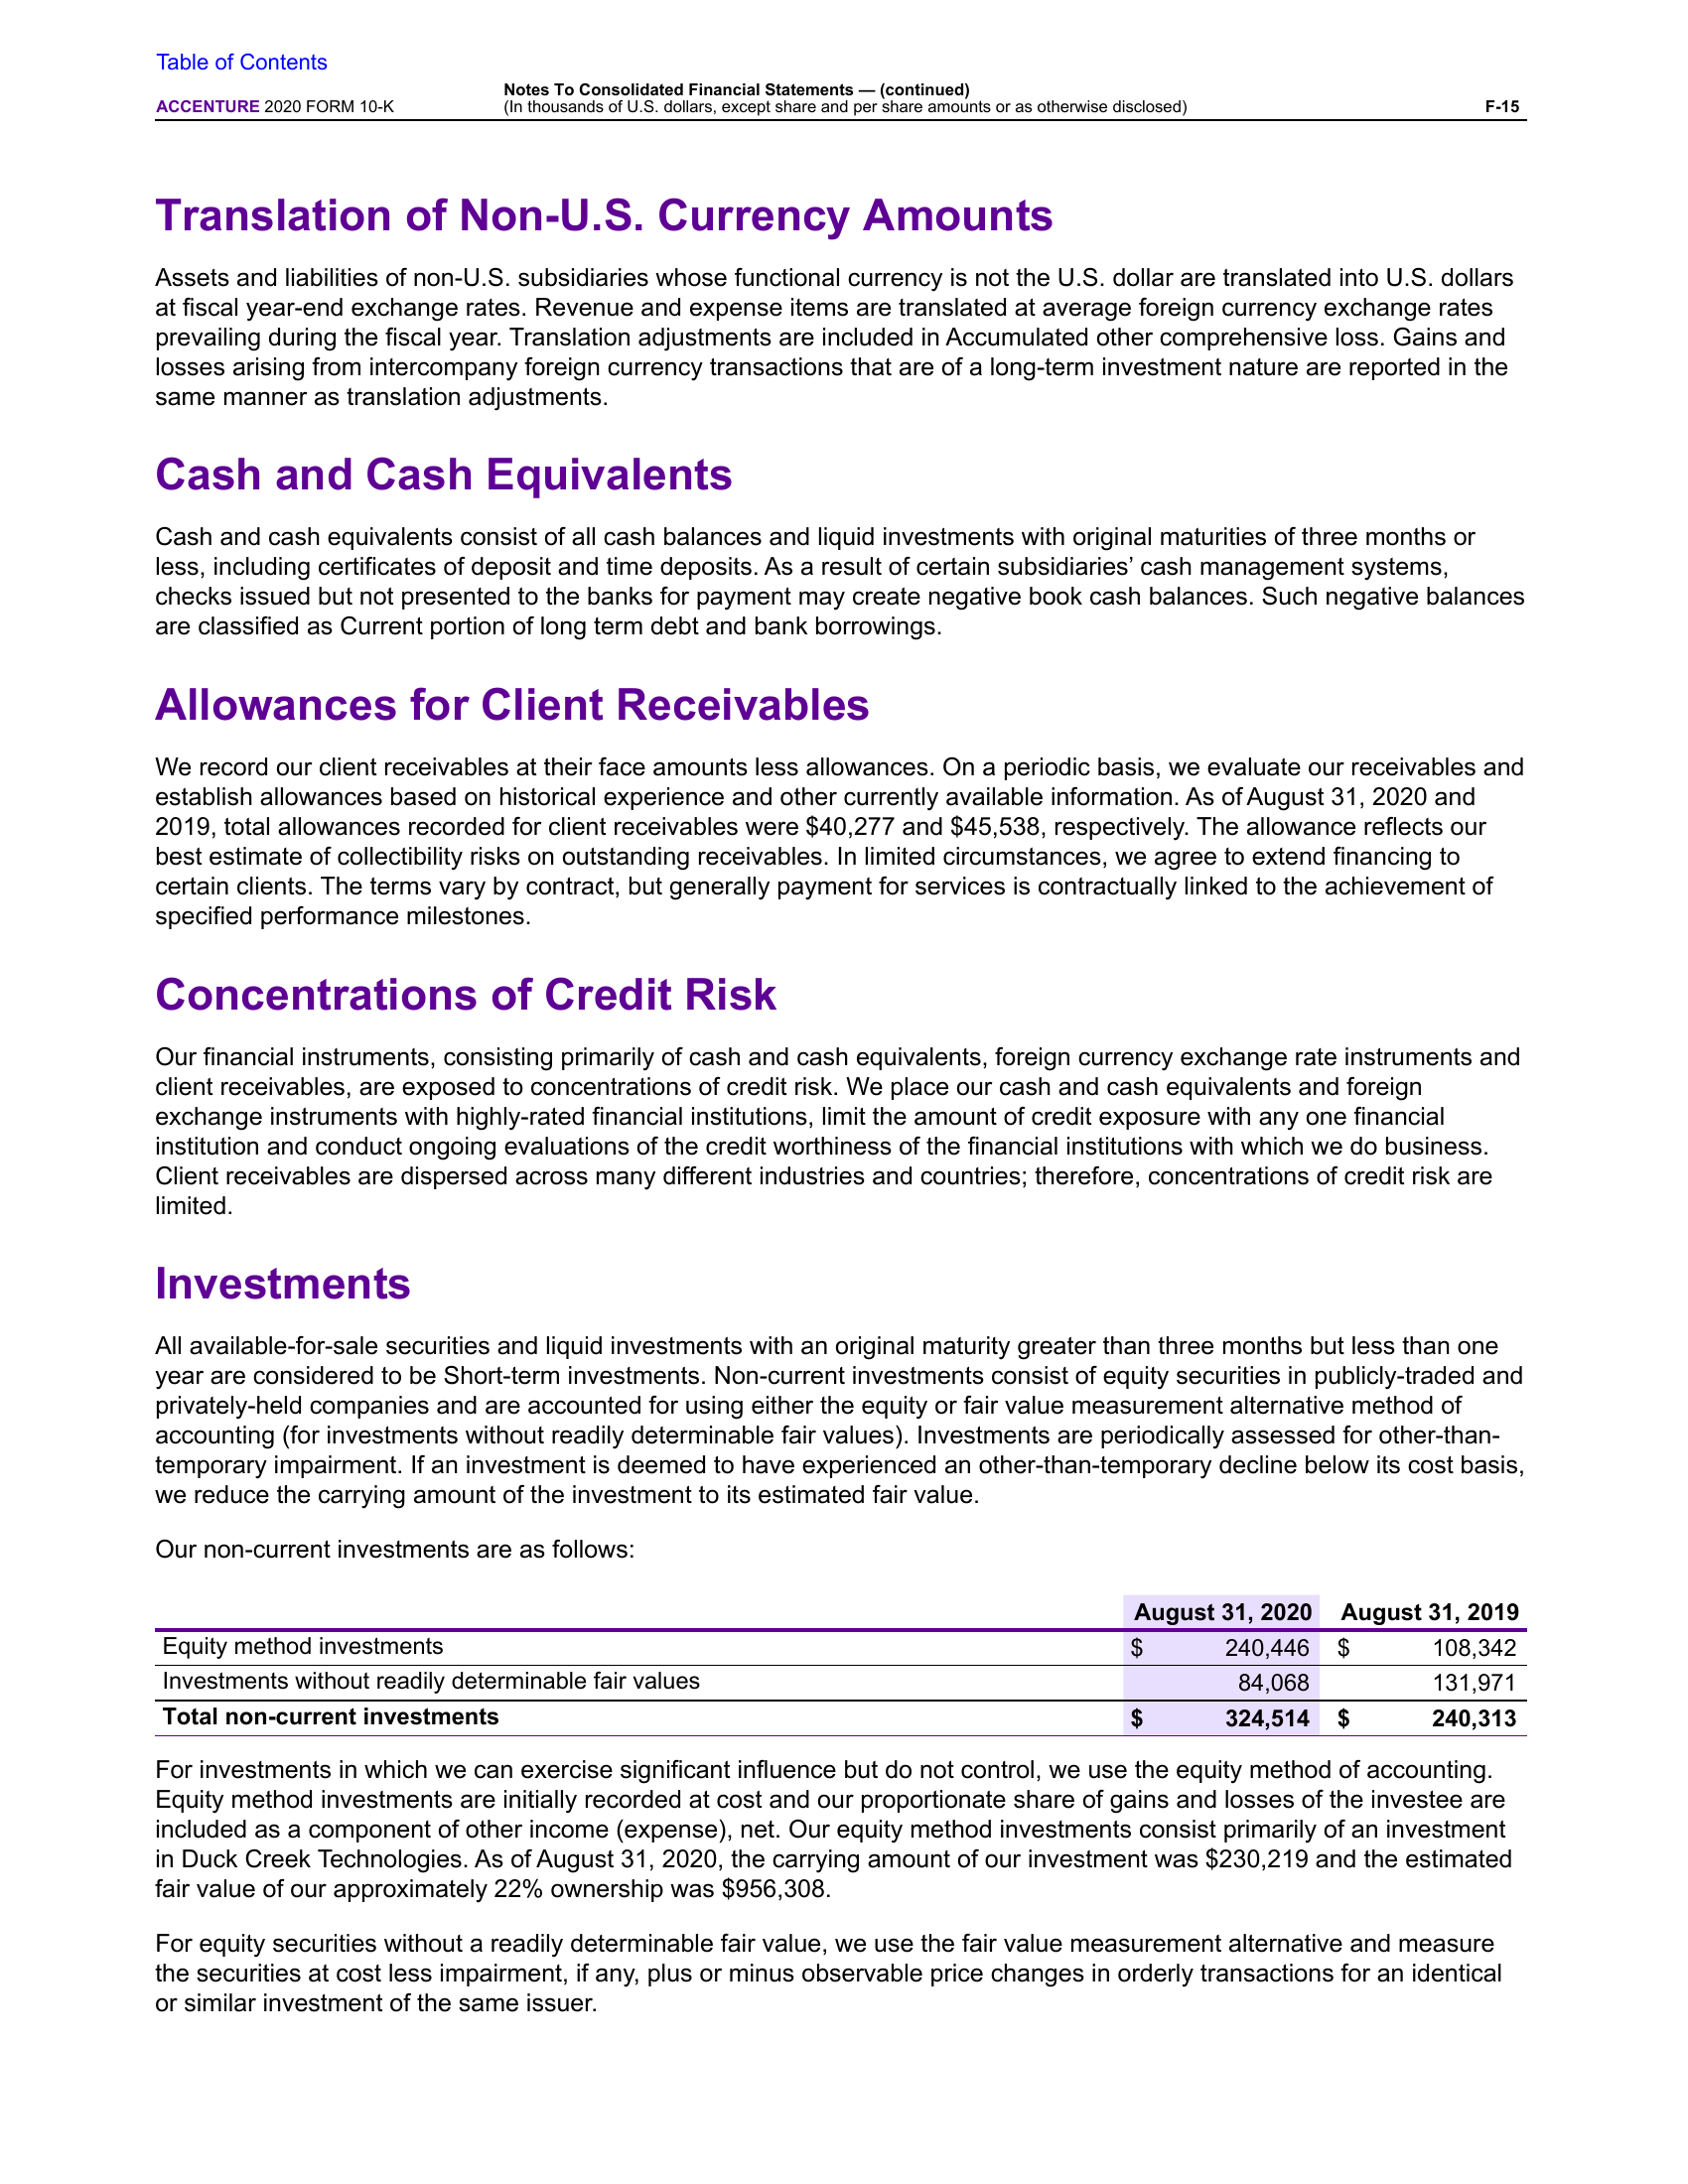 Table of Contents
Notes To Consolidated Financial Statements — (continued)
ACCENTURE 2020 FORM 10-K (In thousands of U.S. dollars, except share and per share amounts or as otherwise disclosed) F-15
Translation of Non-U.S. Currency Amounts
Assets and liabilities of non-U.S. subsidiaries whose functional currency is not the U.S. dollar are translated into U.S. dollars
at fiscal year-end exchange rates. Revenue and expense items are translated at average foreign currency exchange rates
prevailing during the fiscal year. Translation adjustments are included in Accumulated other comprehensive loss. Gains and
losses arising from intercompany foreign currency transactions that are of a long-term investment nature are reported in the
same manner as translation adjustments.
Cash and Cash Equivalents
Cash and cash equivalents consist of all cash balances and liquid investments with original maturities of three months or
less, including certificates of deposit and time deposits. As a result of certain subsidiaries’ cash management systems,
checks issued but not presented to the banks for payment may create negative book cash balances. Such negative balances
are classified as Current portion of long term debt and bank borrowings.
Allowances for Client Receivables
We record our client receivables at their face amounts less allowances. On a periodic basis, we evaluate our receivables and
establish allowances based on historical experience and other currently available information. As of August 31, 2020 and
2019, total allowances recorded for client receivables were $40,277 and $45,538, respectively. The allowance reflects our
best estimate of collectibility risks on outstanding receivables. In limited circumstances, we agree to extend financing to
certain clients. The terms vary by contract, but generally payment for services is contractually linked to the achievement of
specified performance milestones.
Concentrations of Credit Risk
Our financial instruments, consisting primarily of cash and cash equivalents, foreign currency exchange rate instruments and
client receivables, are exposed to concentrations of credit risk. We place our cash and cash equivalents and foreign
exchange instruments with highly-rated financial institutions, limit the amount of credit exposure with any one financial
institution and conduct ongoing evaluations of the credit worthiness of the financial institutions with which we do business.
Client receivables are dispersed across many different industries and countries; therefore, concentrations of credit risk are
limited.
Investments
All available-for-sale securities and liquid investments with an original maturity greater than three months but less than one
year are considered to be Short-term investments. Non-current investments consist of equity securities in publicly-traded and
privately-held companies and are accounted for using either the equity or fair value measurement alternative method of
accounting (for investments without readily determinable fair values). Investments are periodically assessed for other-than-
temporary impairment. If an investment is deemed to have experienced an other-than-temporary decline below its cost basis,
we reduce the carrying amount of the investment to its estimated fair value.
Our non-current investments are as follows:
August 31, 2020 August 31, 2019
Equity method investments $ 240,446 $ 108,342
Investments without readily determinable fair values 84,068 131,971
Total non-current investments $ 324,514 $ 240,313
For investments in which we can exercise significant influence but do not control, we use the equity method of accounting.
Equity method investments are initially recorded at cost and our proportionate share of gains and losses of the investee are
included as a component of other income (expense), net. Our equity method investments consist primarily of an investment
in Duck Creek Technologies. As of August 31, 2020, the carrying amount of our investment was $230,219 and the estimated
fair value of our approximately 22% ownership was $956,308.
For equity securities without a readily determinable fair value, we use the fair value measurement alternative and measure
the securities at cost less impairment, if any, plus or minus observable price changes in orderly transactions for an identical
or similar investment of the same issuer.